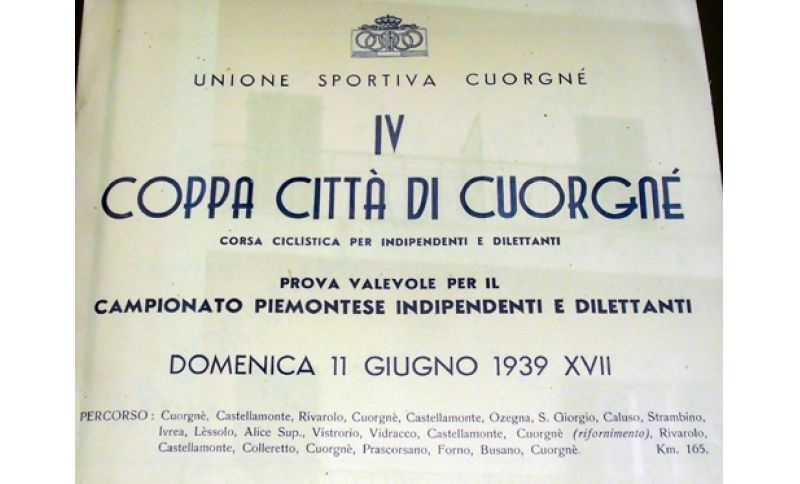 UNIONE SPORTIVA CUORGNÉ
IV
COPPA CITTÀ DI CUORGNÉ
CORSA CICLISTICA PER INDIPENDENTI E DILETTANTI
PROVA VALEVOLE PER IL
CAMPIONATO PIEMONTESE INDIPENDENTI E DILETTANTI
DOMENICA 11 GIUGNO 1939 XVII
PERCORSO : Cuorgnè, Castellamonte, Rivarolo, Cuorgnè, Castellamonte, Ozegna, S. Giorgio, Caluso, Strambino,
Ivrea, Lèssolo, Alice Sup., Vistrorio, Vidracco, Castellamonte, Cuorgnè (rifornimento), Rivarolo,
Castellamonte, Colleretto, Cuorgnè, Prascorsano, Forno, Busano, Cuorgnè. Km. 165.